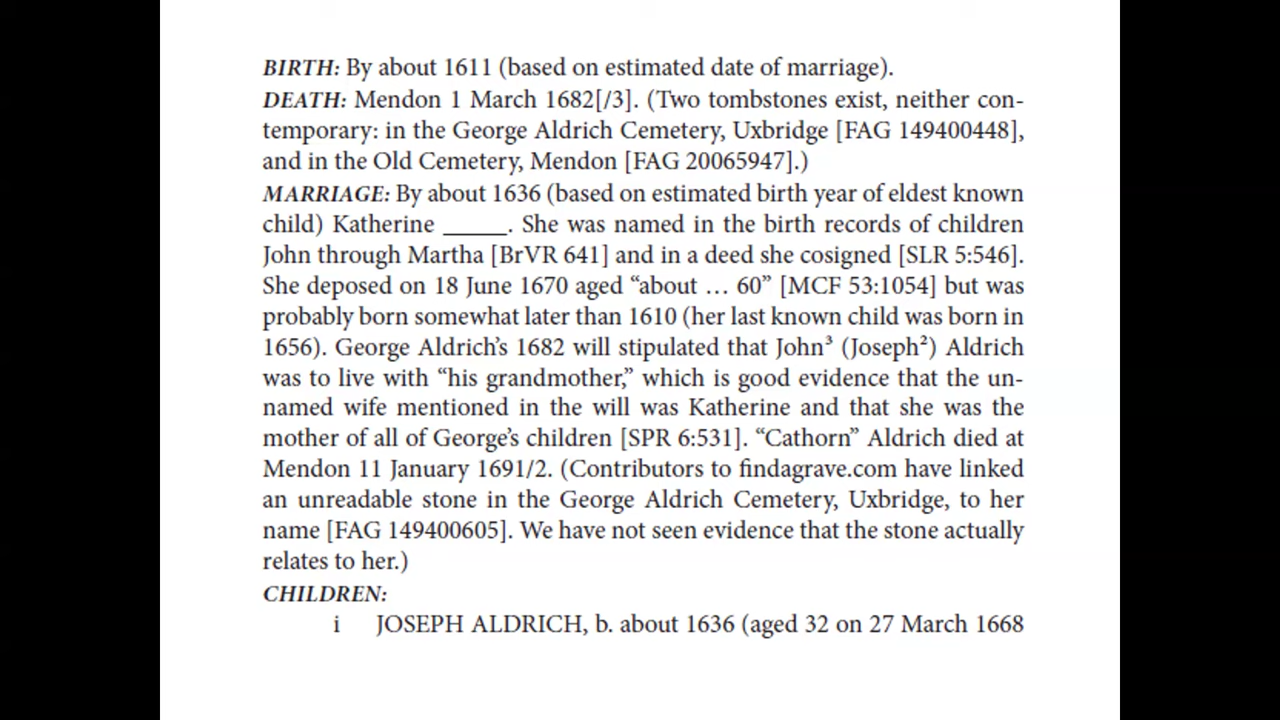 BIRTH: By about 1611 (based on estimated date of marriage).
DEATH: Mendon 1 March 1682[/3]. (Two tombstones exist, neither con-
temporary: in the George Aldrich Cemetery, Uxbridge [FAG 149400448],
and in the Old Cemetery, Mendon [FAG 20065947].)
MARRIAGE: By about 1636 (based on estimated birth year of eldest known
child) Katherine _____. She was named in the birth records of children
John through Martha [BrVR 641] and in a deed she cosigned [SLR 5:546].
She deposed on 18 June 1670 aged “about … 60” [MCF 53:1054] but was
probably born somewhat later than 1610 (her last known child was born in
1656). George Aldrich’s 1682 will stipulated that John³ (Joseph²) Aldrich
was to live with “his grandmother,” which is good evidence that the un-
named wife mentioned in the will was Katherine and that she was the
mother of all of George’s children [SPR 6:531]. “Cathorn” Aldrich died at
Mendon 11 January 1691/2. (Contributors to findagrave.com have linked
an unreadable stone in the George Aldrich Cemetery, Uxbridge, to her
name [FAG 149400605]. We have not seen evidence that the stone actually
relates to her.)
CHILDREN:
i JOSEPH ALDRICH, b. about 1636 (aged 32 on 27 March 1668